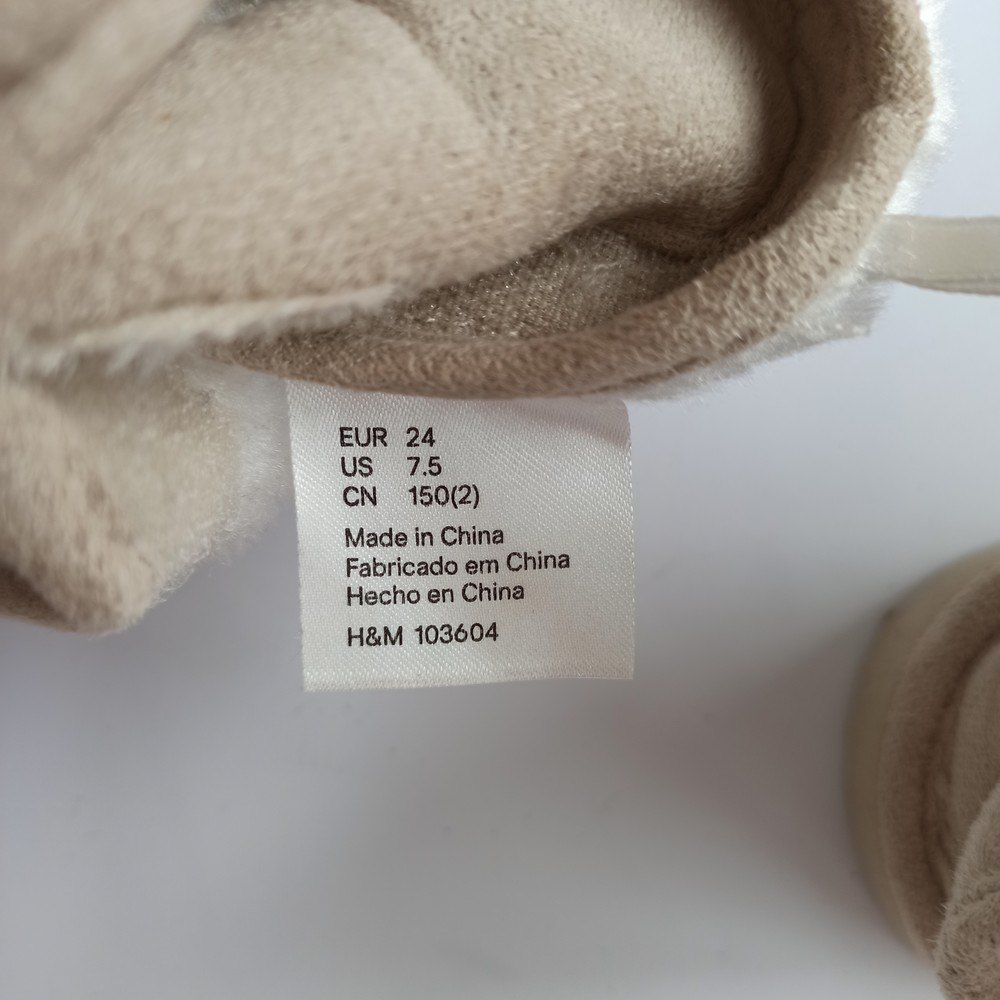 EUR 24
US 7.5
CN 150(2)
Made in China
Fabricado em China
Hecho en China
H&M 103604